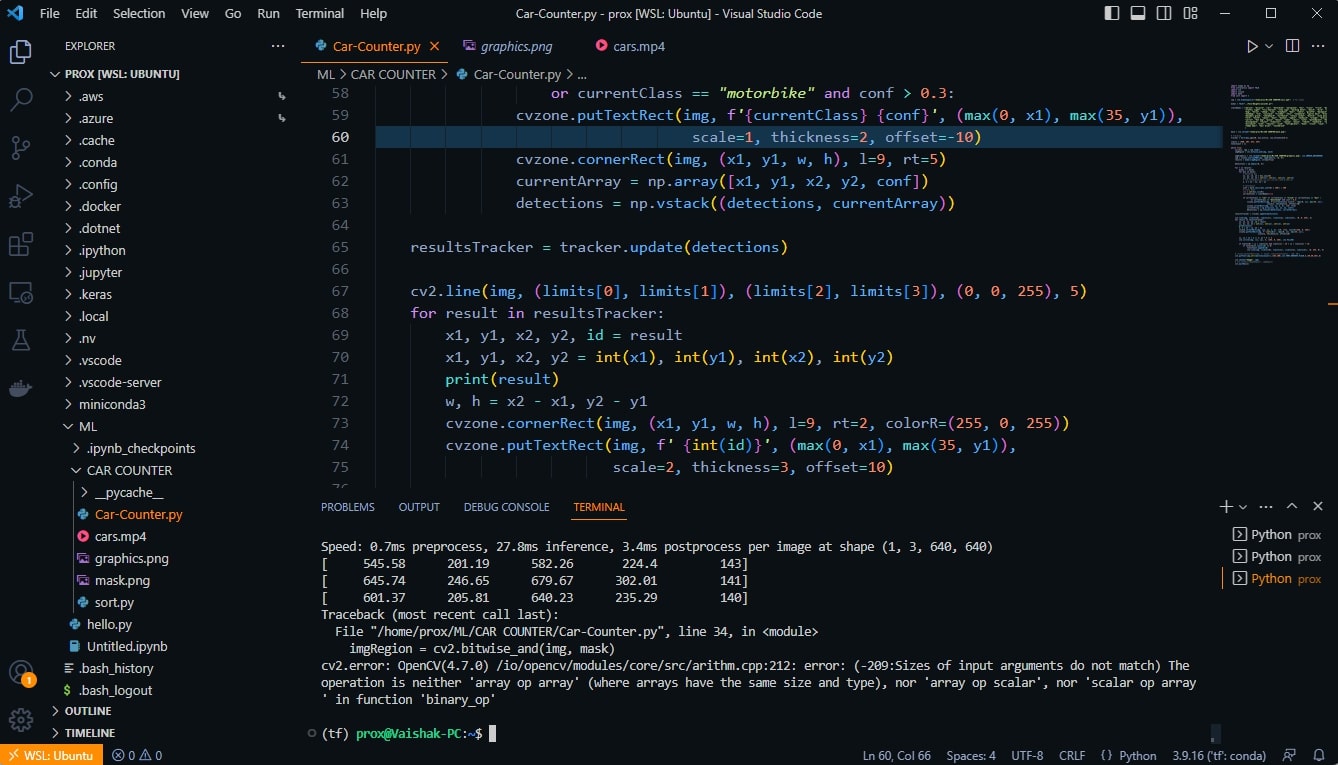 File Edit Selection View Go Run Terminal Help
Car-Counter.py - prox [WSL: Ubuntu] - Visual Studio Code
EXPLORER
PROX [WSL: UBUNTU]
.aws
.azure
.cache
.conda
.config
.docker
.dotnet
.ipython
.jupyter
.keras
.local
.nv
.vscode
.vscode-server
miniconda3
ML
.ipynb_checkpoints
CAR COUNTER
__pycache__
Car-Counter.py
cars.mp4
graphics.png
mask.png
sort.py
hello.py
Untitled.ipynb
.bash_history
$ .bash_logout
OUTLINE
TIMELINE
Car-Counter.py graphics.png cars.mp4
ML > CAR COUNTER > Car-Counter.py > ...
58 or currentClass == "motorbike" and conf > 0.3:
59 cvzone.putTextRect(img, f'{currentClass} {conf}', (max(0, x1), max(35, y1)),
60 scale=1, thickness=2, offset=-10)
61 cvzone.cornerRect(img, (x1, y1, w, h), l=9, rt=5)
62 currentArray = np.array([x1, y1, x2, y2, conf])
63 detections = np.vstack((detections, currentArray))
64
65 resultsTracker = tracker.update(detections)
66
67 cv2.line(img, (limits[0], limits[1]), (limits[2], limits[3]), (0, 0, 255), 5)
68 for result in resultsTracker:
69 x1, y1, x2, y2, id = result
70 x1, y1, x2, y2 = int(x1), int(y1), int(x2), int(y2)
71 print(result)
72 w, h = x2 - x1, y2 - y1
73 cvzone.cornerRect(img, (x1, y1, w, h), l=9, rt=2, colorR=(255, 0, 255))
74 cvzone.putTextRect(img, f' {int(id)}', (max(0, x1), max(35, y1)),
75 scale=2, thickness=3, offset=10)
76
PROBLEMS OUTPUT DEBUG CONSOLE TERMINAL
Speed: 0.7ms preprocess, 27.8ms inference, 3.4ms postprocess per image at shape (1, 3, 640, 640)
[ 545.58 201.19 582.26 224.4 143]
[ 645.74 246.65 679.67 302.01 141]
[ 601.37 205.81 640.23 235.29 140]
Traceback (most recent call last):
File "/home/prox/ML/CAR COUNTER/Car-Counter.py", line 34, in <module>
imgRegion = cv2.bitwise_and(img, mask)
cv2.error: OpenCV(4.7.0) /io/opencv/modules/core/src/arithm.cpp:212: error: (-209:Sizes of input arguments do not match) The
operation is neither 'array op array' (where arrays have the same size and type), nor 'array op scalar', nor 'scalar op array
' in function 'binary_op'
(tf) prox@Vaishak-PC:~$
Python prox
Python prox
Python prox
1
WSL: Ubuntu 0 0 Ln 60, Col 66 Spaces: 4 UTF-8 CRLF {} Python 3.9.16 ('tf': conda)